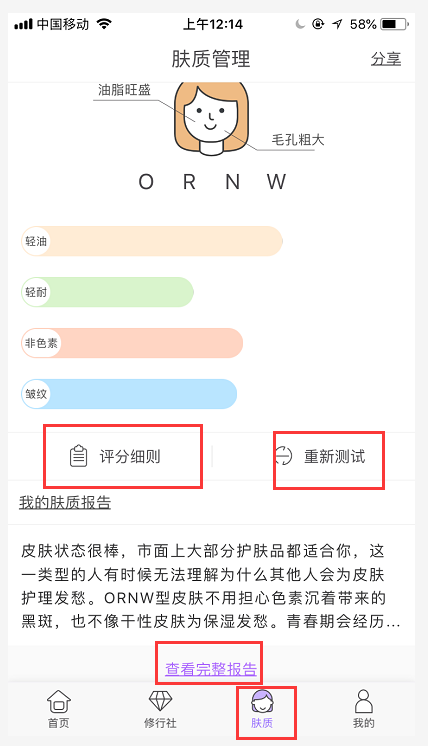 中国移动 上午12:14 58%
肤质管理 分享
油脂旺盛
毛孔粗大
O R N W
轻油
轻耐
非色素
皱纹
评分细则 重新测试
我的肤质报告
皮肤状态很棒，市面上大部分护肤品都适合你，这
一类型的人有时候无法理解为什么其他人会为皮肤
护理发愁。ORNW型皮肤不用担心色素沉着带来的
黑斑，也不像干性皮肤为保湿发愁。青春期会经历...
查看完整报告
首页 修行社 肤质 我的